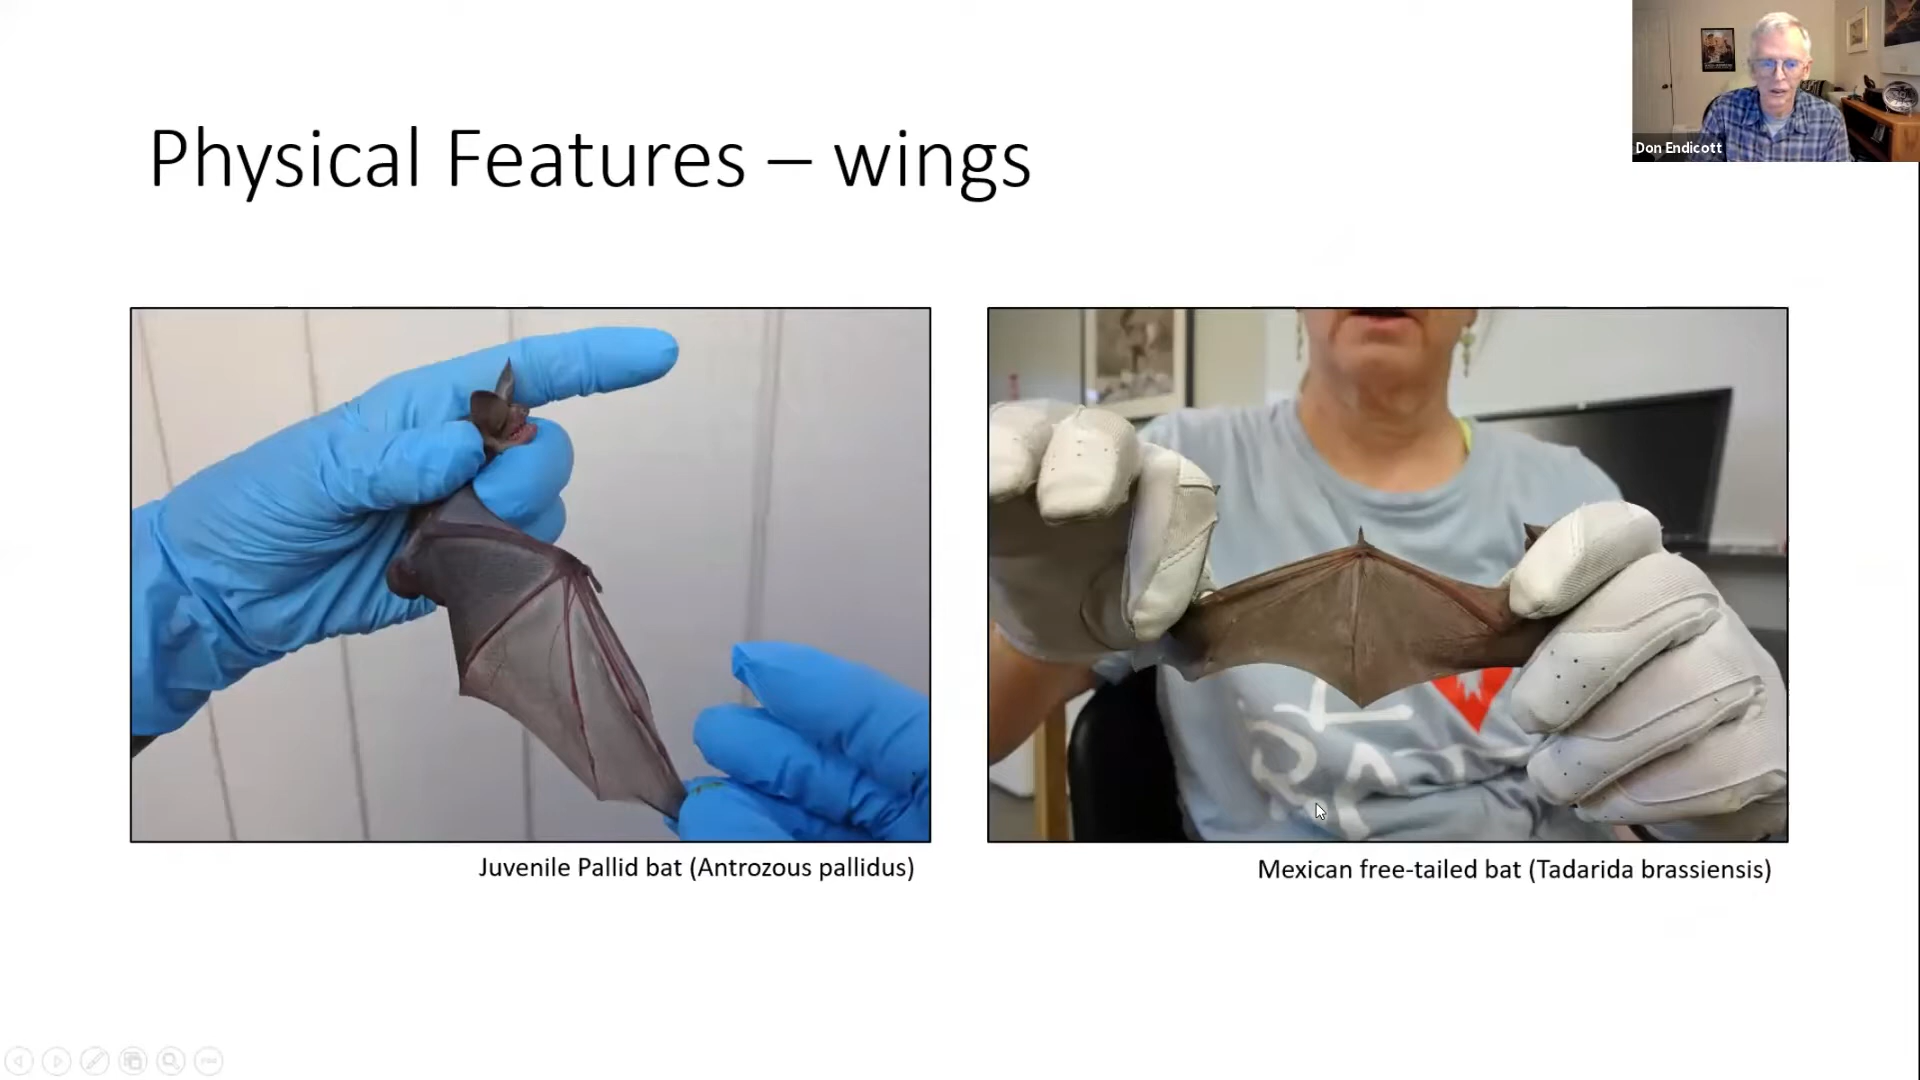 Don Endicott
Physical Features – wings
Juvenile Pallid bat (Antrozous pallidus)
Mexican free-tailed bat (Tadarida brassiensis)